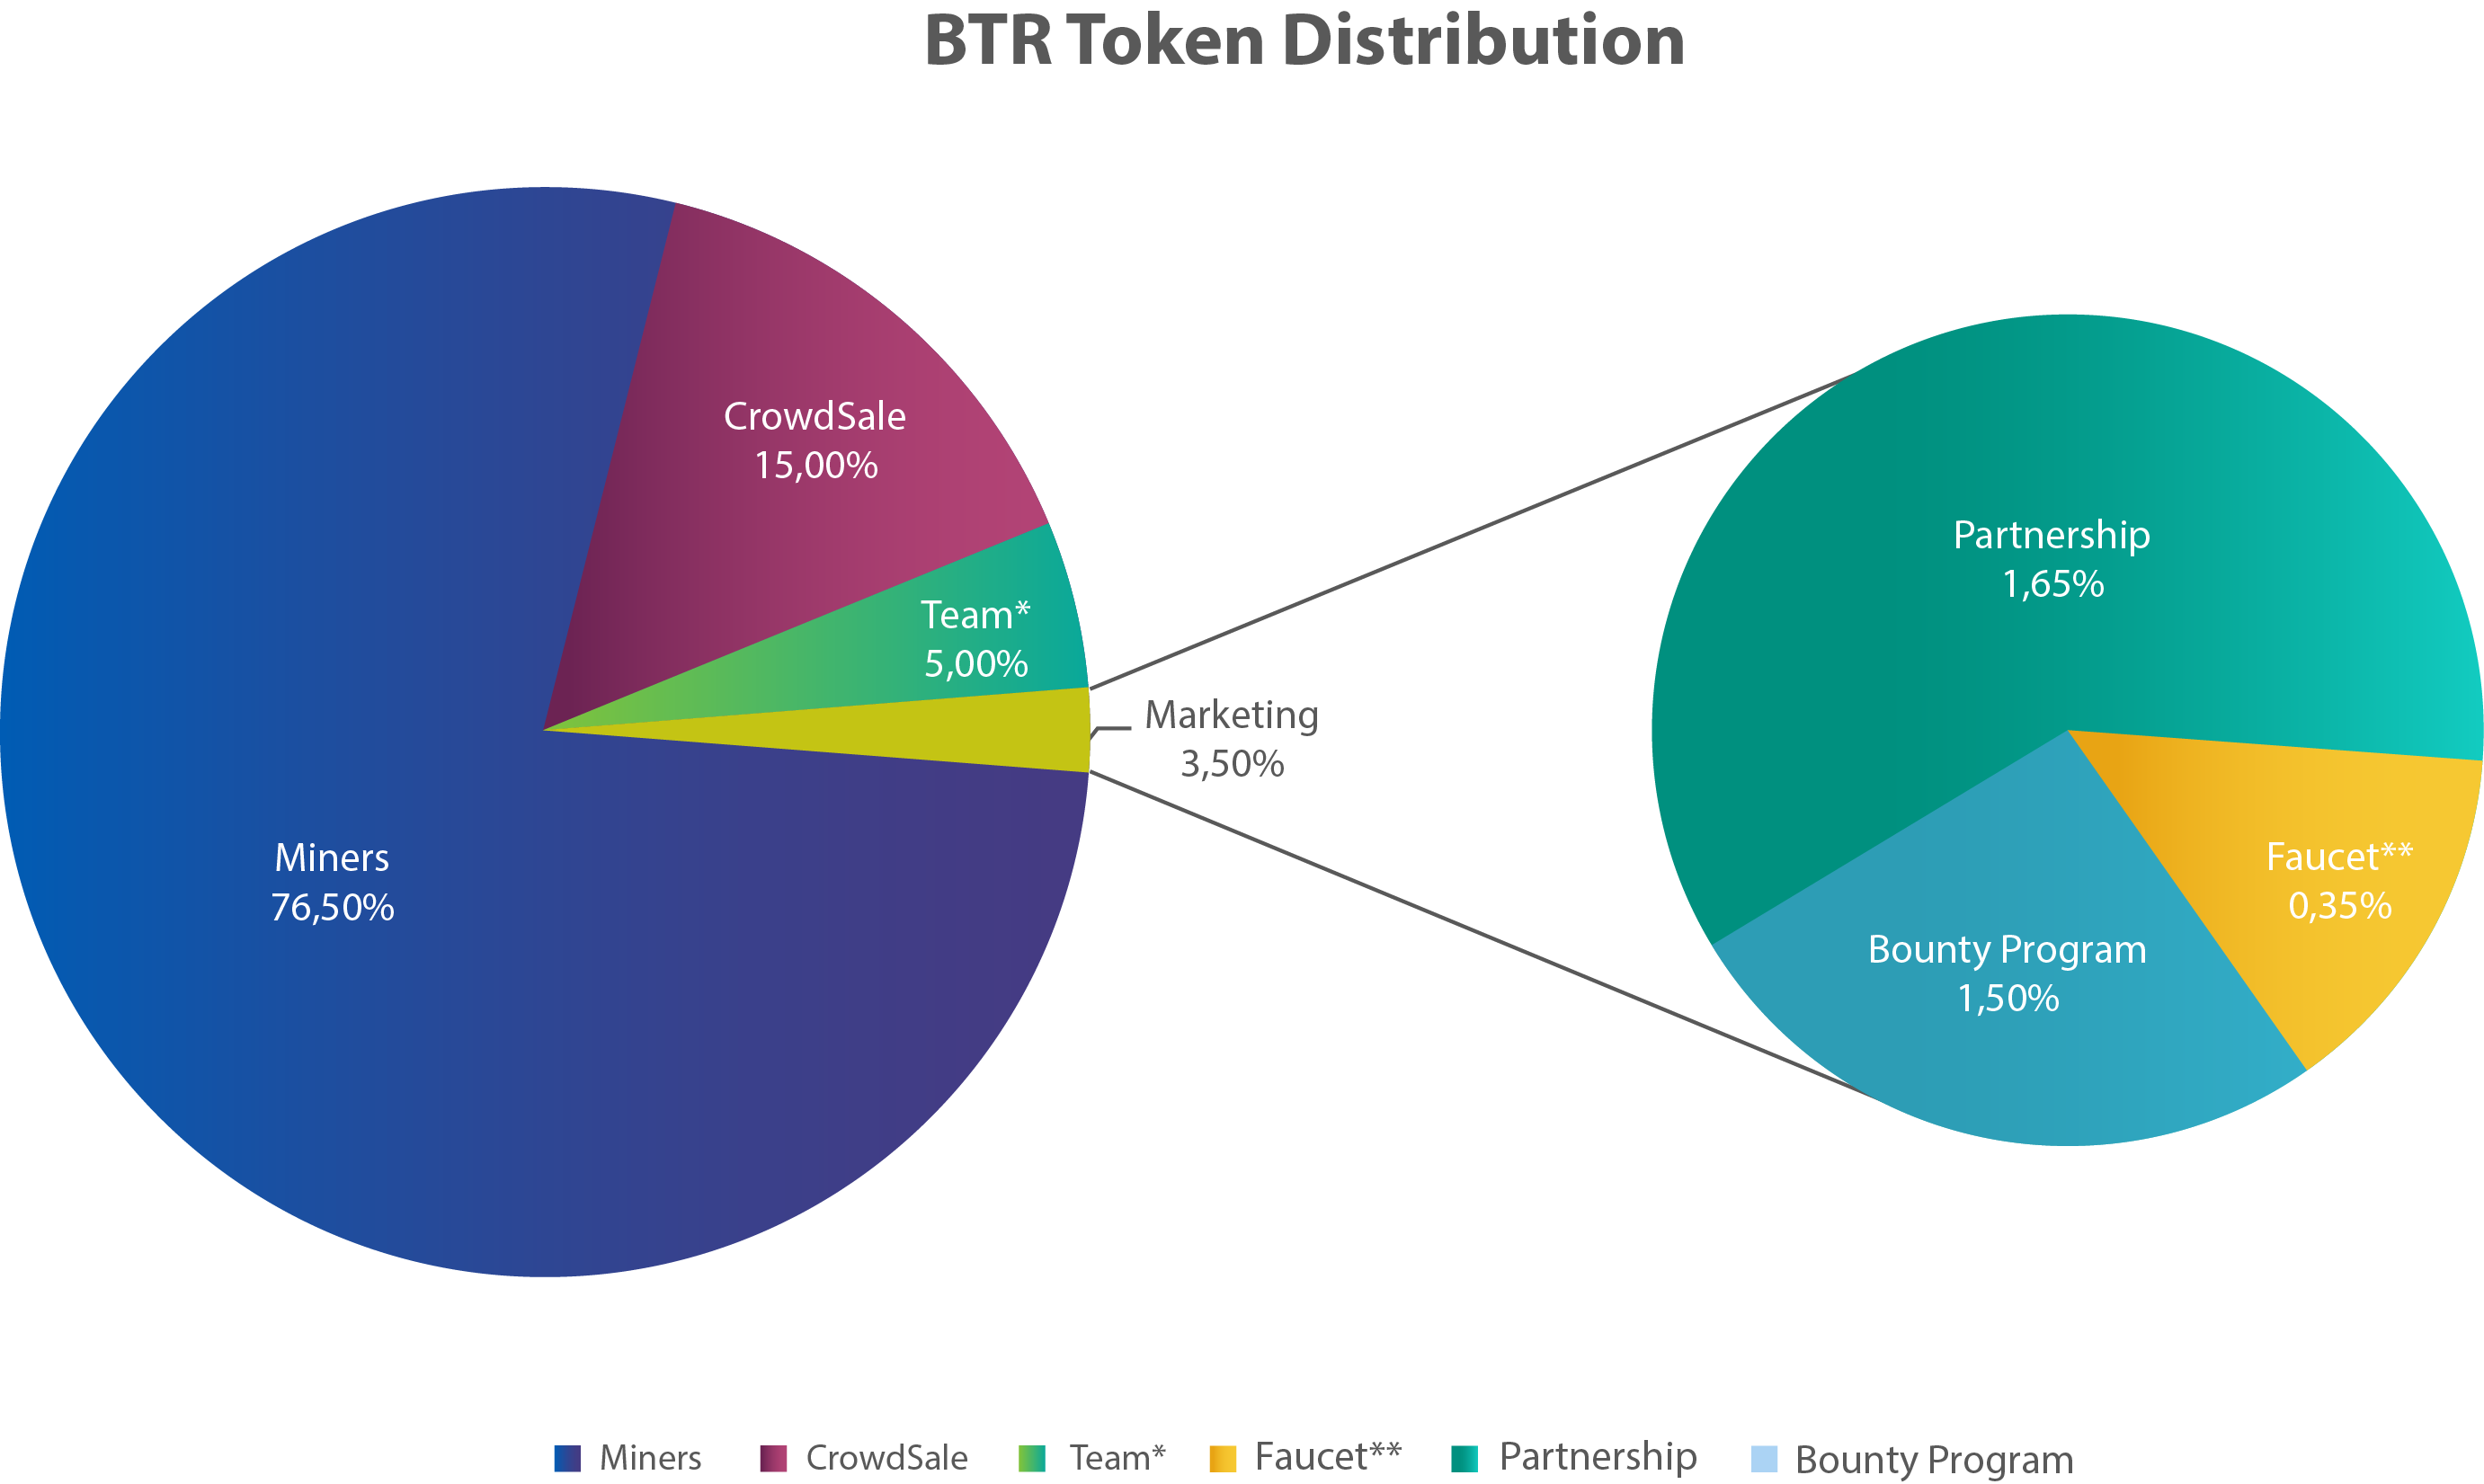 BTR Token Distribution
CrowdSale
15,00%
Team*
5,00%
Marketing
3,50%
Miners
76,50%
Partnership
1,65%
Faucet**
0,35%
Bounty Program
1,50%
Miners CrowdSale Team* Faucet** Partnership Bounty Program